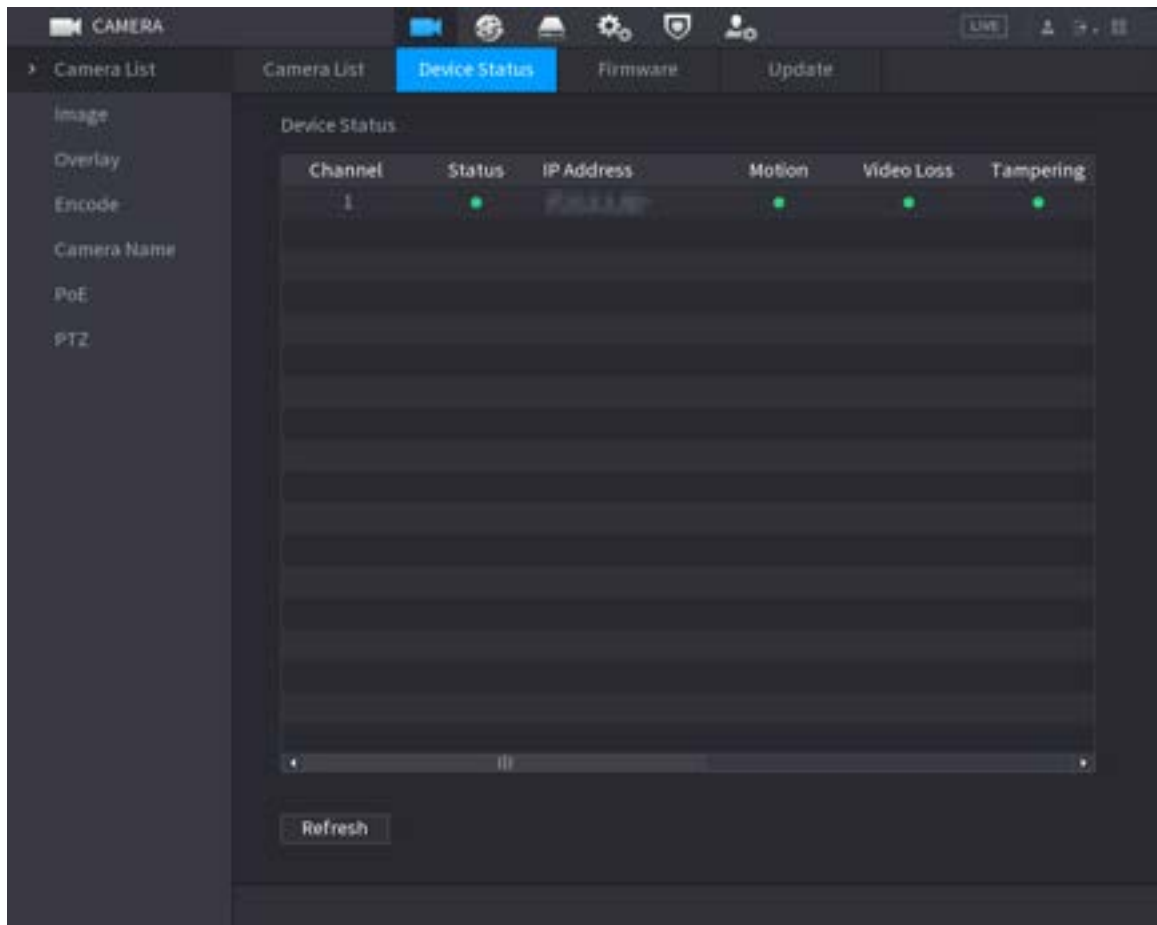 CAMERA LIVE
Camera List
Image
Overlay
Encode
Camera Name
PoE
PTZ
Camera List Device Status Firmware Update
Device Status
Channel Status IP Address Motion Video Loss Tampering
1
Refresh